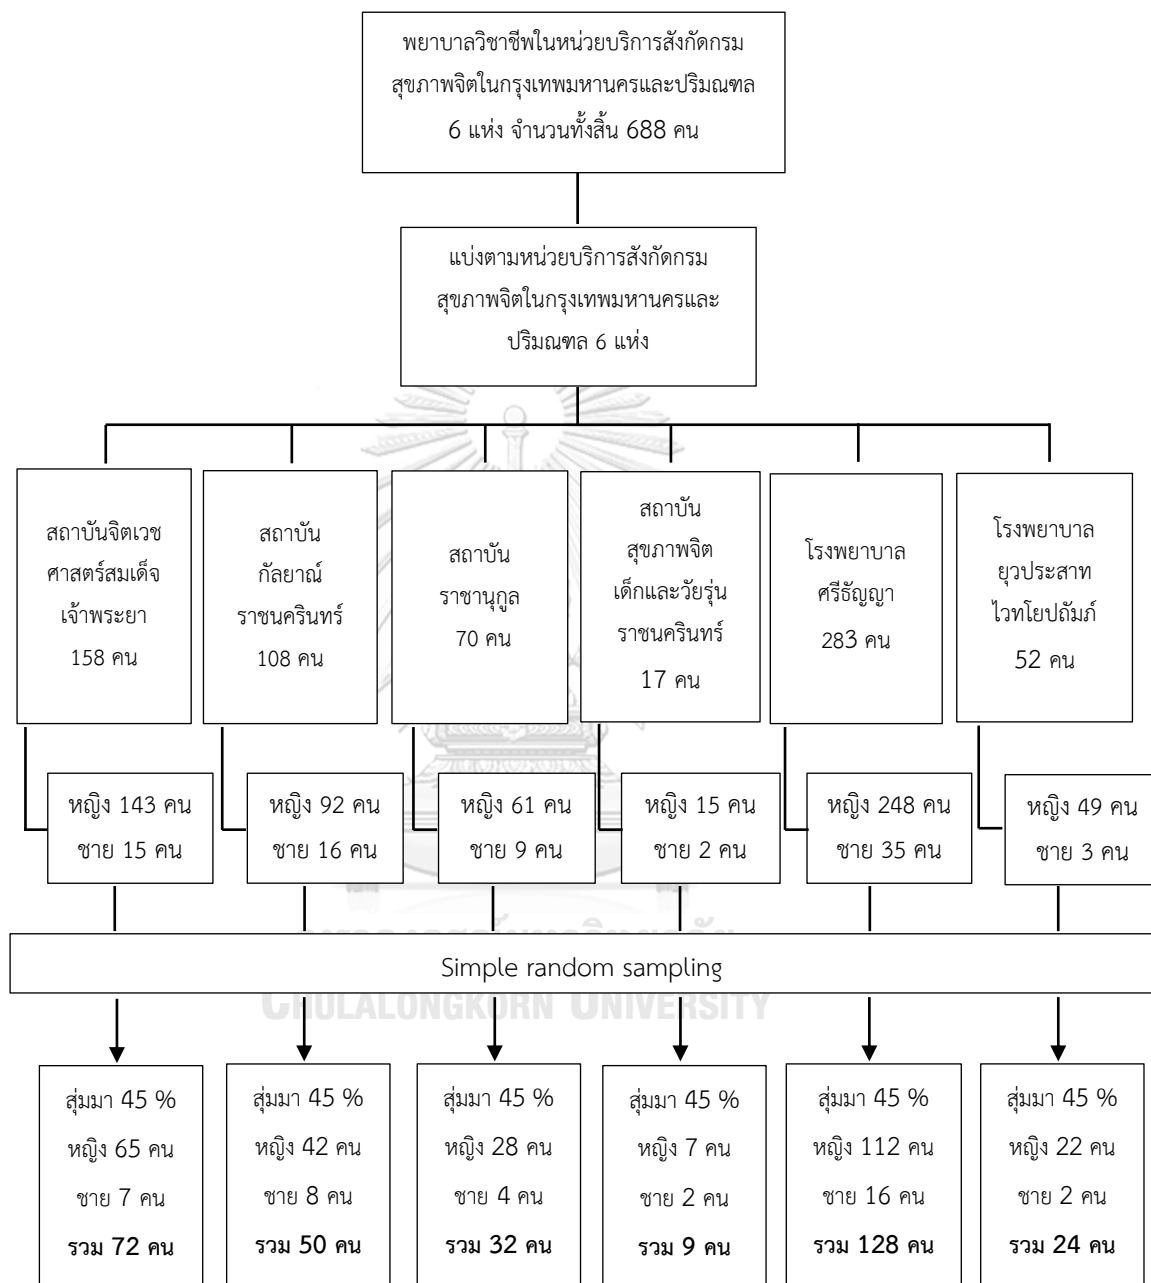 พยาบาลวิชาชีพในหน่วยบริการสังกัดกรม
สุขภาพจิตในกรุงเทพมหานครและปริมณฑล
6 แห่ง จำนวนทั้งสิ้น 688 คน
แบ่งตามหน่วยบริการสังกัดกรม
สุขภาพจิตในกรุงเทพมหานครและ
ปริมณฑล 6 แห่ง
สถาบันจิตเวช
ศาสตร์สมเด็จ
เจ้าพระยา
158 คน
สถาบัน
กัลยาณ์
ราชนครินทร์
108 คน
สถาบัน
ราชานุกูล
70 คน
สถาบัน
สุขภาพจิต
เด็กและวัยรุ่น
ราชนครินทร์
17 คน
โรงพยาบาล
ศรีธัญญา
283 คน
โรงพยาบาล
ยุวประสาท
ไวทโยปถัมภ์
52 คน
หญิง 143 คน
ชาย 15 คน
หญิง 92 คน
ชาย 16 คน
หญิง 61 คน
ชาย 9 คน
หญิง 15 คน
ชาย 2 คน
หญิง 248 คน
ชาย 35 คน
หญิง 49 คน
ชาย 3 คน
Simple random sampling
CHULALONGKORN UNIVERSITY
สุ่มมา 45 %
หญิง 65 คน
ชาย 7 คน
รวม 72 คน
สุ่มมา 45 %
หญิง 42 คน
ชาย 8 คน
รวม 50 คน
สุ่มมา 45 %
หญิง 28 คน
ชาย 4 คน
รวม 32 คน
สุ่มมา 45 %
หญิง 7 คน
ชาย 2 คน
รวม 9 คน
สุ่มมา 45 %
หญิง 112 คน
ชาย 16 คน
รวม 128 คน
สุ่มมา 45 %
หญิง 22 คน
ชาย 2 คน
รวม 24 คน